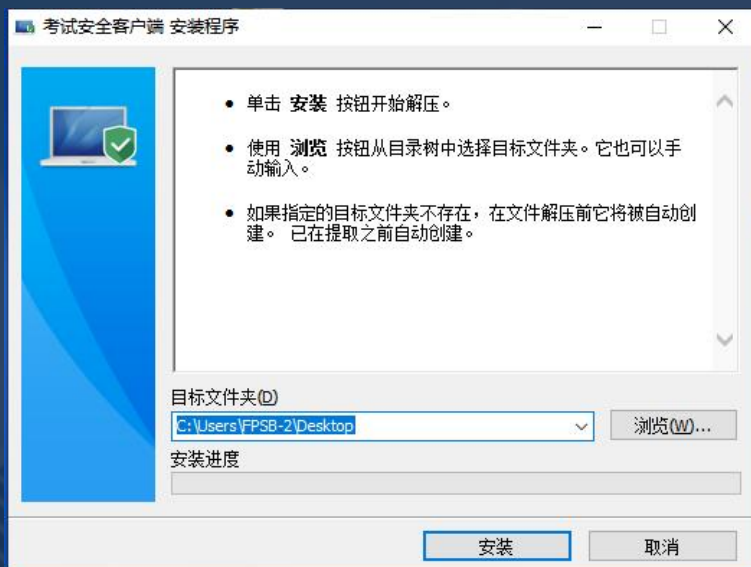 考试安全客户端 安装程序
• 单击 安装 按钮开始解压。
• 使用 浏览 按钮从目录树中选择目标文件夹。它也可以手
动输入。
• 如果指定的目标文件夹不存在，在文件解压前它将被自动创
建。 已在提取之前自动创建。
目标文件夹(D)
C:\Users\FPSB-2\Desktop
浏览(W)...
安装进度
安装
取消